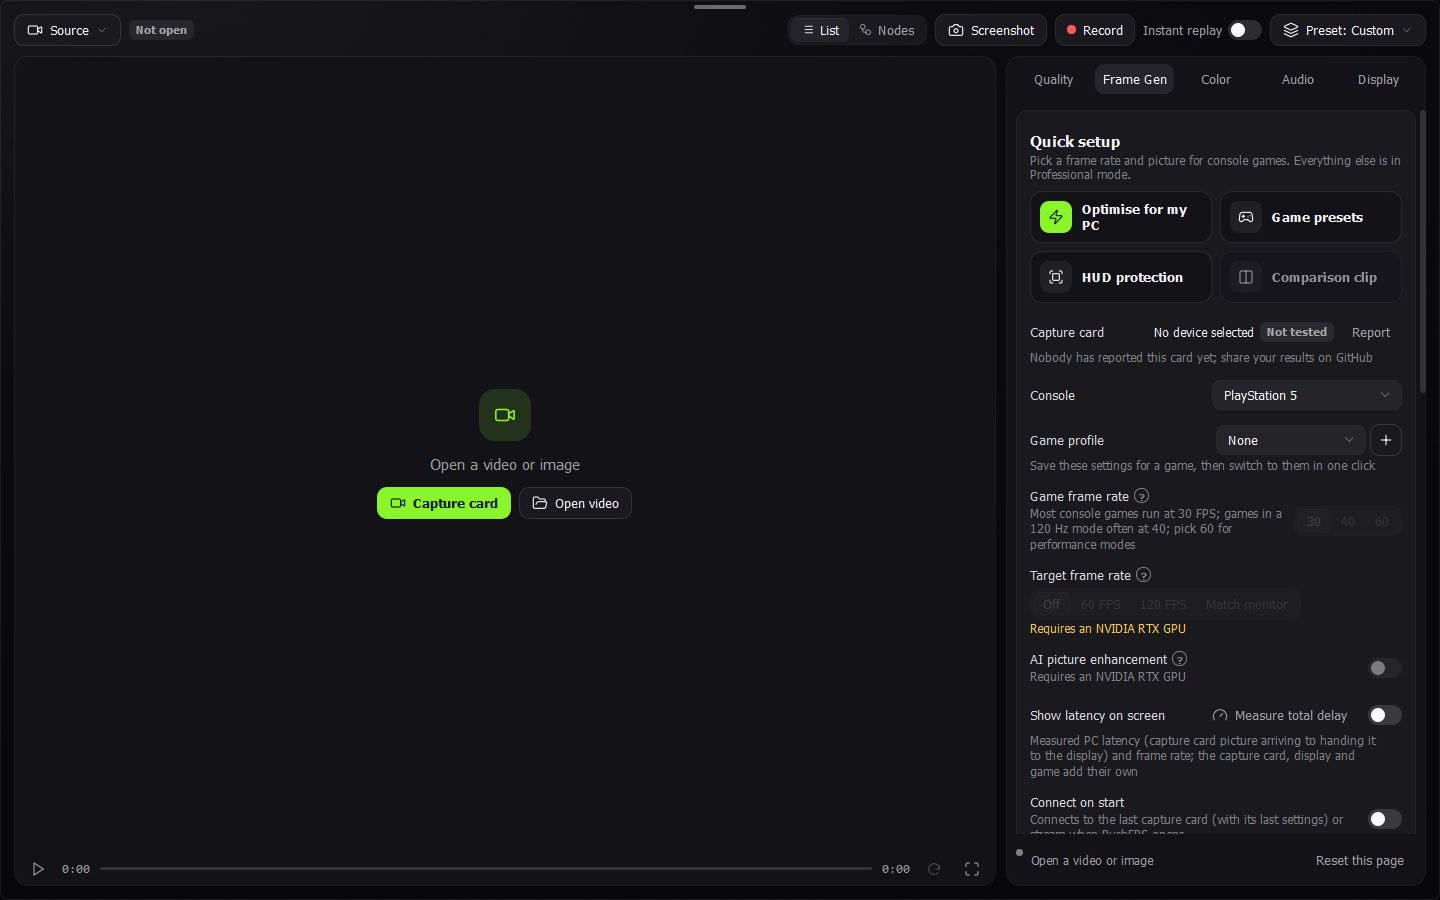 Source
Not open
List
Nodes
Screenshot
Record
Instant replay
Preset: Custom
Quality
Frame Gen
Color
Audio
Display
Quick setup
Pick a frame rate and picture for console games. Everything else is in
Professional mode.
Optimise for my
PC
Game presets
HUD protection
Comparison clip
Capture card
No device selected
Not tested
Report
Nobody has reported this card yet; share your results on GitHub
Console
PlayStation 5
Game profile
None
Save these settings for a game, then switch to them in one click
Game frame rate
Most console games run at 30 FPS; games in a
120 Hz mode often at 40; pick 60 for
performance modes
30
40
60
Target frame rate
Off
60 FPS
120 FPS
Match monitor
Requires an NVIDIA RTX GPU
AI picture enhancement
Requires an NVIDIA RTX GPU
Show latency on screen
Measure total delay
Measured PC latency (capture card picture arriving to handing it
to the display) and frame rate; the capture card, display and
game add their own
Connect on start
Connects to the last capture card (with its last settings) or
stream when PushFPS opens
Open a video or image
Reset this page
Open a video or image
Capture card
Open video
0:00
0:00